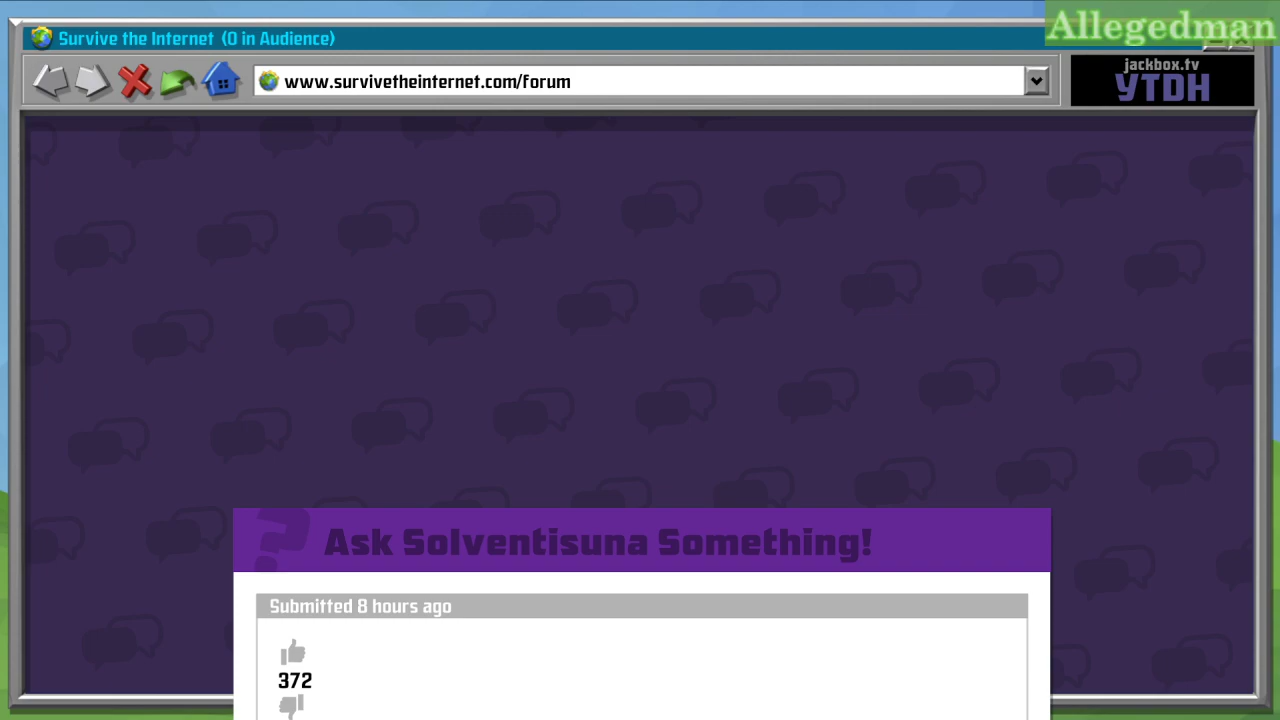 Allegedman
Survive the Internet (0 in Audience)
www.survivetheinternet.com/forum
jackbox.tv
YTDH
Ask Solventisuna Something!
Submitted 8 hours ago
372